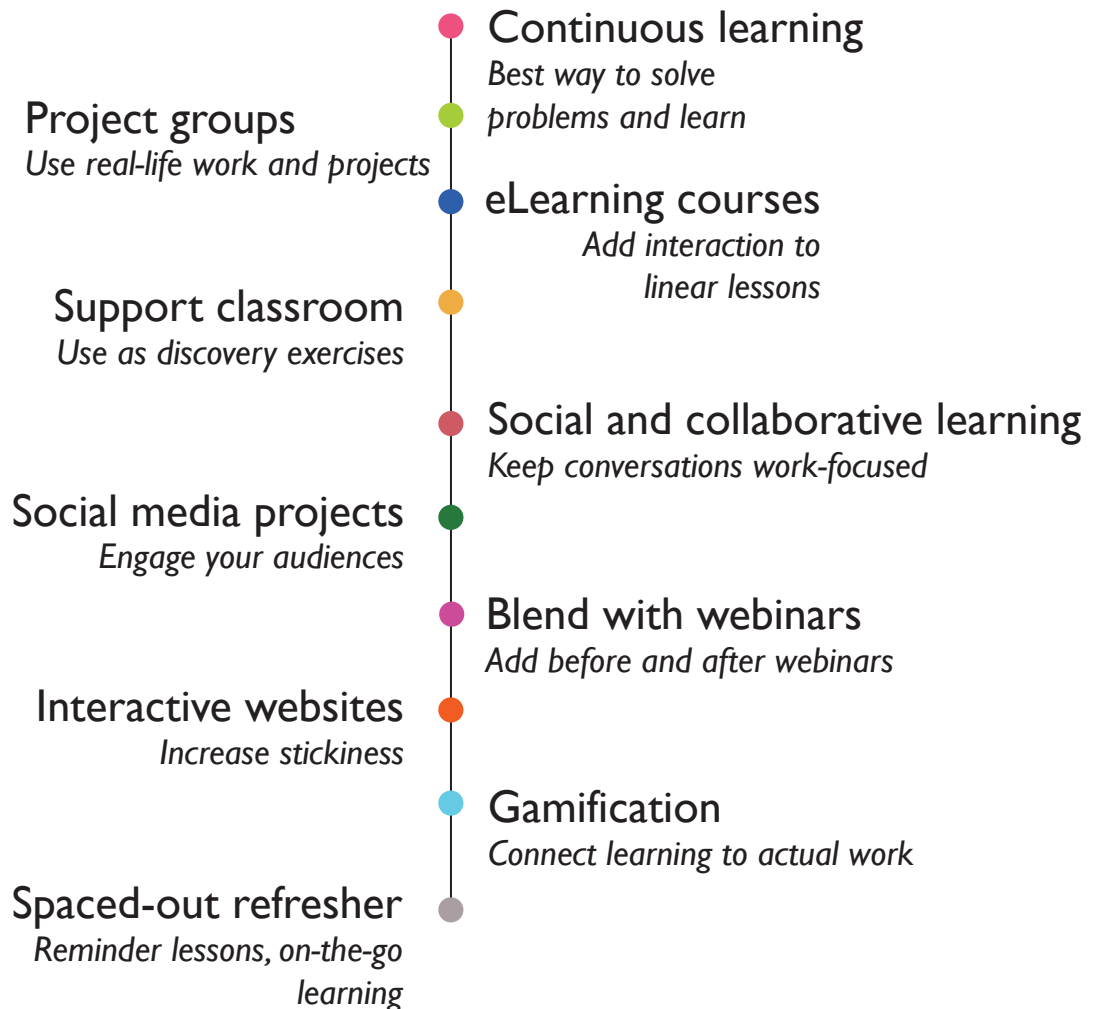 Continuous learning
Best way to solve
problems and learn
Project groups
Use real-life work and projects
eLearning courses
Add interaction to
linear lessons
Support classroom
Use as discovery exercises
Social and collaborative learning
Keep conversations work-focused
Social media projects
Engage your audiences
Blend with webinars
Add before and after webinars
Interactive websites
Increase stickiness
Gamification
Connect learning to actual work
Spaced-out refresher
Reminder lessons, on-the-go
learning